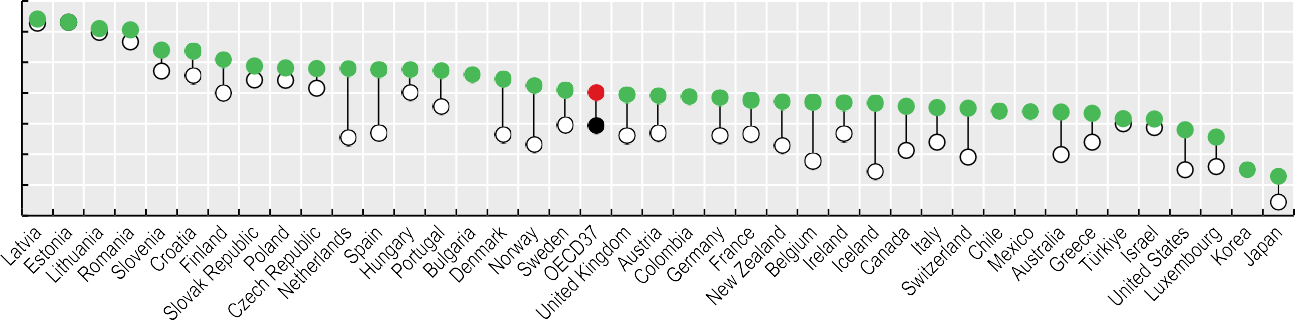 Latvia
Estonia
Lithuania
Romania
Slovenia
Croatia
Finland
Slovak Republic
Poland
Czech Republic
Netherlands
Spain
Hungary
Portugal
Bulgaria
Denmark
Norway
Sweden
OECD37
United Kingdom
Austria
Colombia
Germany
France
New Zealand
Belgium
Ireland
Iceland
Canada
Italy
Switzerland
Chile
Mexico
Australia
Greece
Türkiye
Israel
United States
Luxembourg
Korea
Japan